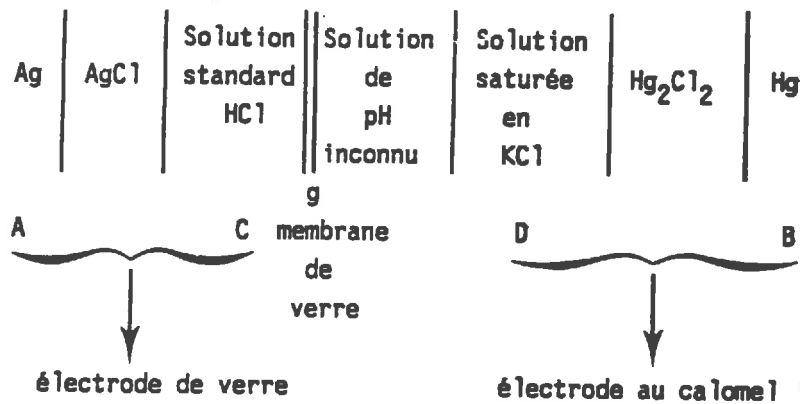 Ag
AgCl
Solution
standard
HCl
Solution
de
pH
inconnu
Solution
saturée
en
KCl
Hg2Cl2
Hg
A
C
g
membrane
de
verre
D
B
électrode de verre
électrode au calomel